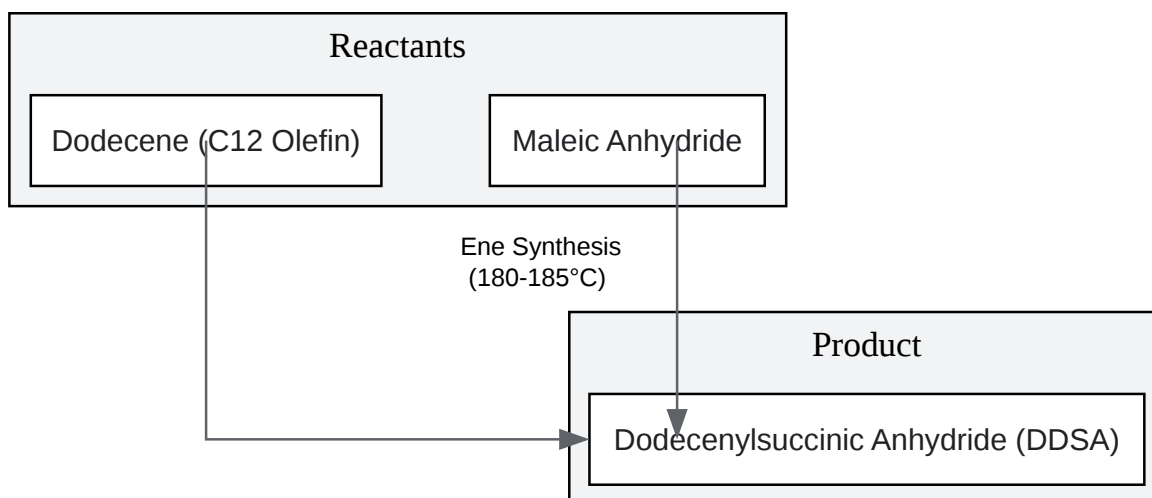 Reactants
Dodecene (C12 Olefin)
Maleic Anhydride
Ene Synthesis
(180-185°C)
Product
Dodecenylsuccinic Anhydride (DDSA)